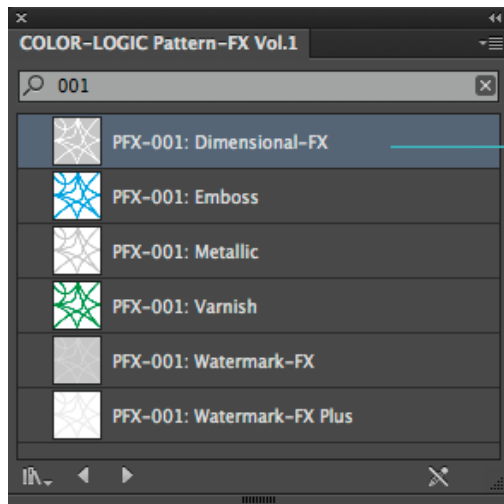 COLOR-LOGIC Pattern-FX Vol.1
001
PFX-001: Dimensional-FX
PFX-001: Emboss
PFX-001: Metallic
PFX-001: Varnish
PFX-001: Watermark-FX
PFX-001: Watermark-FX Plus